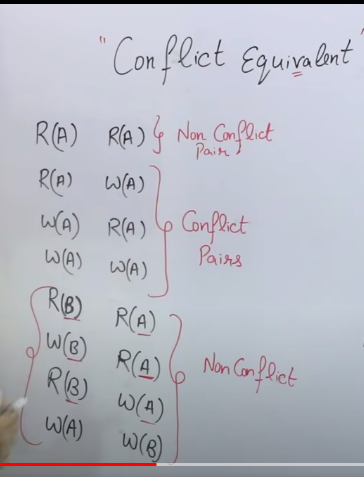 "Conflict Equivalent"
R(A) R(A) } Non Conflict
Pair
R(A) W(A)
W(A) R(A) } Conflict
Pairs
W(A) W(A)
R(B) R(A)
W(B) R(A) Non Conflict
R(B) W(A)
W(A) W(B)